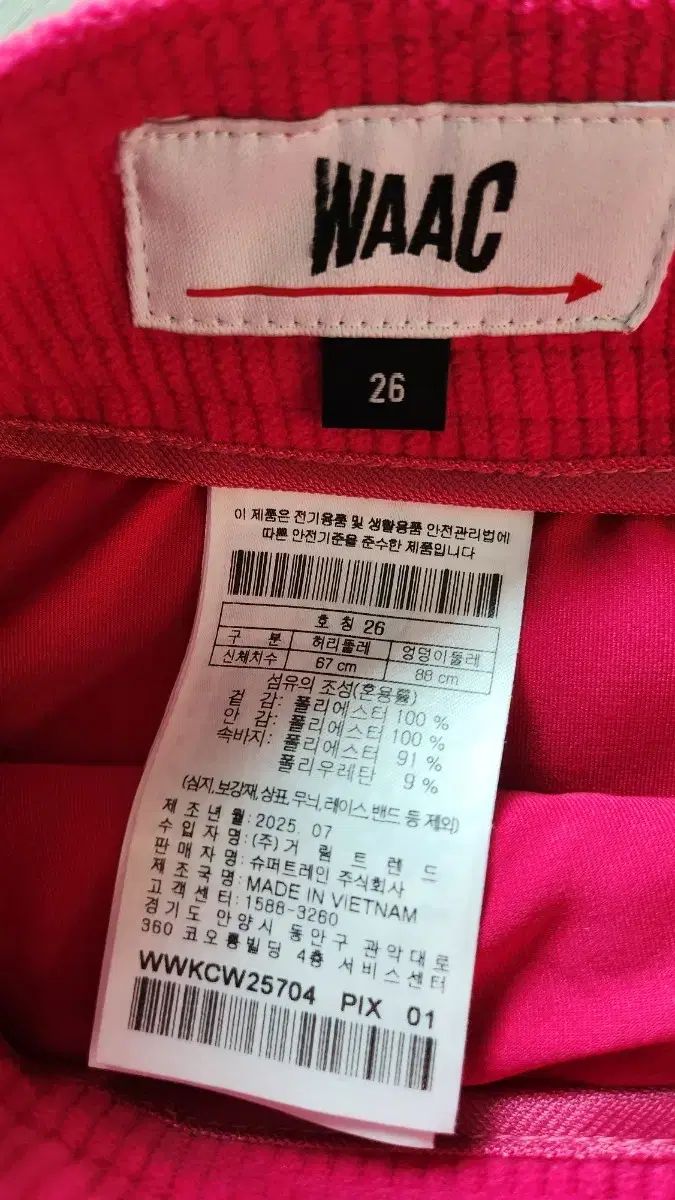 WAAC
26
이 제품은 전기용품 및 생활용품 안전관리법에
따른 안전기준을 준수한 제품입니다
호 칭 26
구 분 허리둘레 엉덩이둘레
신체치수 67 cm 88 cm
섬유의 조성(혼용률)
겉 감: 폴리에스터 100 %
안 감: 폴리에스터 100 %
속바지: 폴리에스터 91 %
폴리우레탄 9 %
(심지,보강재,상표,무늬,레이스,밴드 등 제외)
제 조 년 월:2025. 07
수 입 자 명:(주)거 림 트 렌 드
판 매 자 명:슈퍼트레인 주식회사
제 조 국 명:MADE IN VIETNAM
고 객 센 터:1588-3260
경기도 안양시 동안구 관악대로
360 코오롱빌딩 4층 서비스센터
WWKCW25704 PIX 01